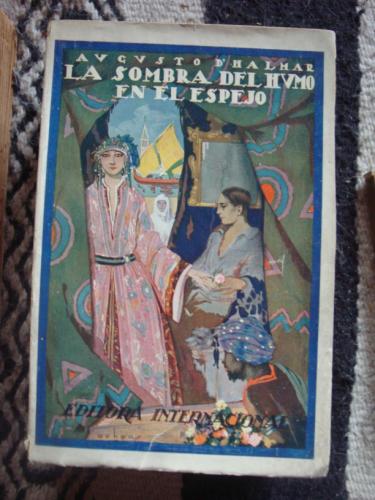 AVGVSTO D'HALMAR
LA SOMBRA DEL HVMO
EN EL ESPEJO
EDITORA INTERNACIONAL